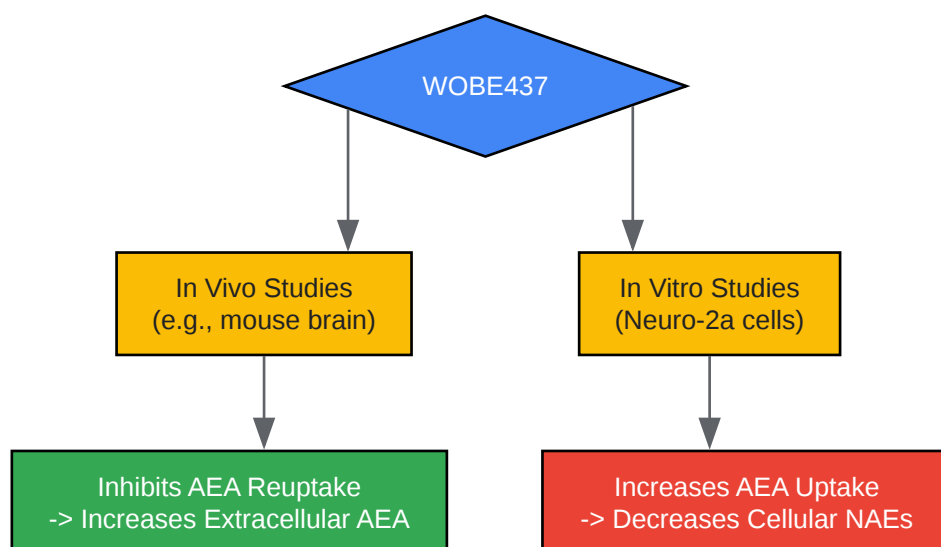 WOBE437
In Vivo Studies
(e.g., mouse brain)
In Vitro Studies
(Neuro-2a cells)
Inhibits AEA Reuptake
-> Increases Extracellular AEA
Increases AEA Uptake
-> Decreases Cellular NAEs